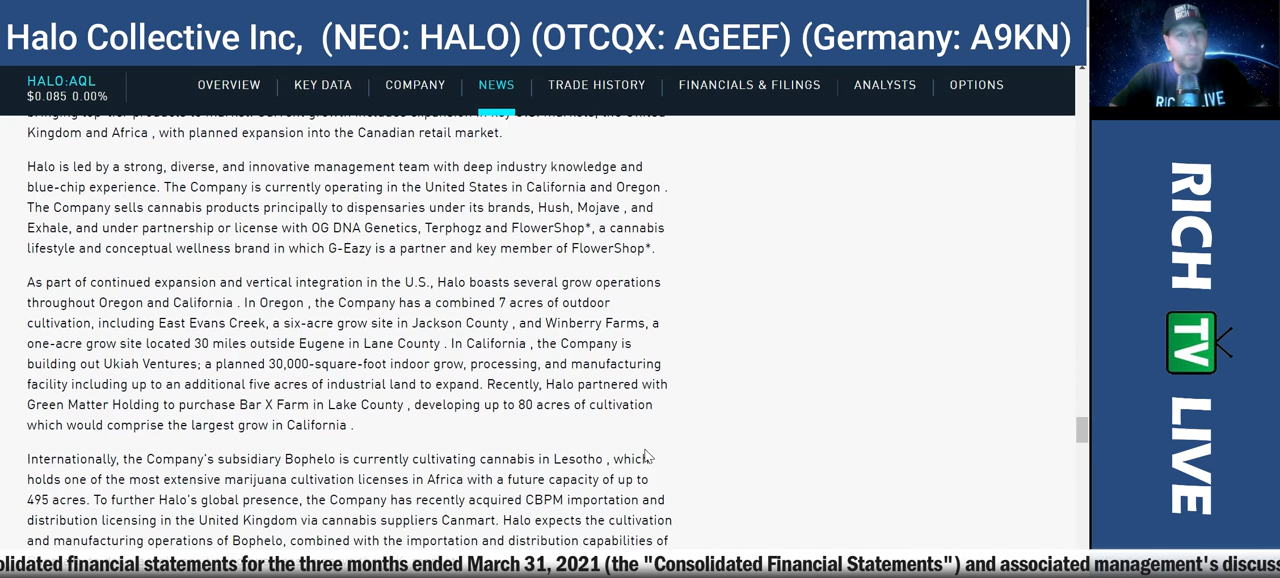 Halo Collective Inc, (NEO: HALO) (OTCQX: AGEEF) (Germany: A9KN)
HALO:AQL
$0.085 0.00%
OVERVIEW
KEY DATA
COMPANY
NEWS
TRADE HISTORY
FINANCIALS & FILINGS
ANALYSTS
OPTIONS
Kingdom and Africa , with planned expansion into the Canadian retail market.
Halo is led by a strong, diverse, and innovative management team with deep industry knowledge and
blue-chip experience. The Company is currently operating in the United States in California and Oregon .
The Company sells cannabis products principally to dispensaries under its brands, Hush, Mojave , and
Exhale, and under partnership or license with OG DNA Genetics, Terphogz and FlowerShop*, a cannabis
lifestyle and conceptual wellness brand in which G-Eazy is a partner and key member of FlowerShop*.
As part of continued expansion and vertical integration in the U.S., Halo boasts several grow operations
throughout Oregon and California . In Oregon , the Company has a combined 7 acres of outdoor
cultivation, including East Evans Creek, a six-acre grow site in Jackson County , and Winberry Farms, a
one-acre grow site located 30 miles outside Eugene in Lane County . In California , the Company is
building out Ukiah Ventures; a planned 30,000-square-foot indoor grow, processing, and manufacturing
facility including up to an additional five acres of industrial land to expand. Recently, Halo partnered with
Green Matter Holding to purchase Bar X Farm in Lake County , developing up to 80 acres of cultivation
which would comprise the largest grow in California .
Internationally, the Company's subsidiary Bophelo is currently cultivating cannabis in Lesotho , which
holds one of the most extensive marijuana cultivation licenses in Africa with a future capacity of up to
495 acres. To further Halo's global presence, the Company has recently acquired CBPM importation and
distribution licensing in the United Kingdom via cannabis suppliers Canmart. Halo expects the cultivation
and manufacturing operations of Bophelo, combined with the importation and distribution capabilities of
RICH TV LIVE
olidated financial statements for the three months ended March 31, 2021 (the "Consolidated Financial Statements") and associated management's discuss